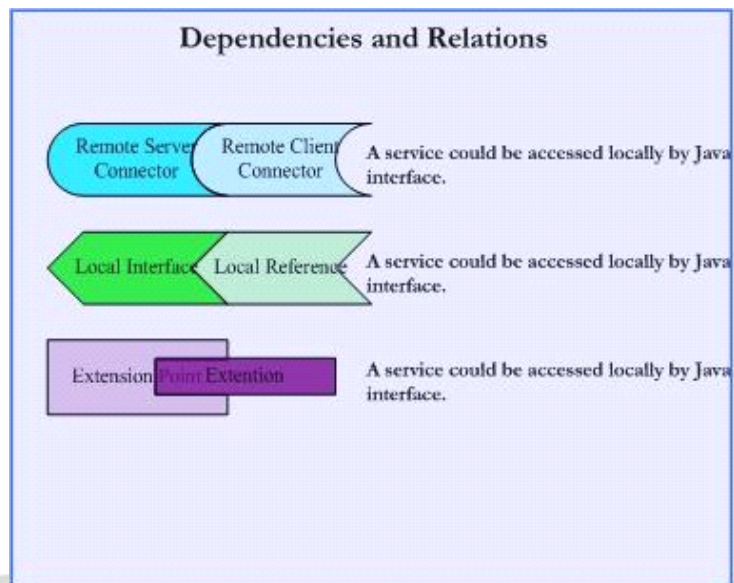 Dependencies and Relations
Remote Server Connector
Remote Client Connector
A service could be accessed locally by Java
interface.
Local Interface
Local Reference
A service could be accessed locally by Java
interface.
Extension Point
Extention
A service could be accessed locally by Java
interface.